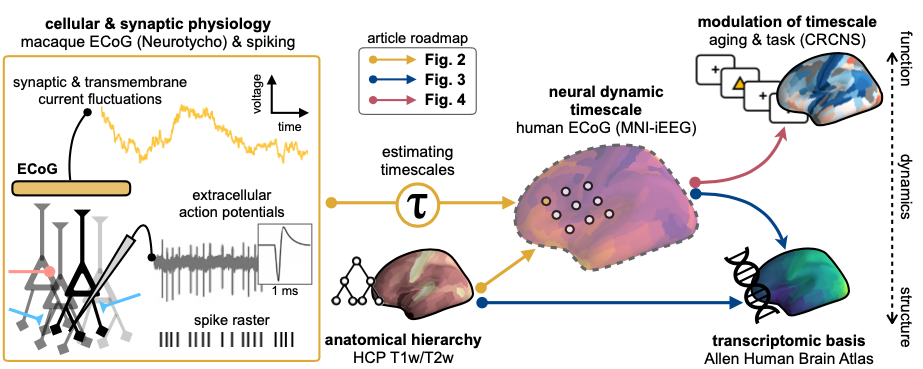 cellular & synaptic physiology
macaque ECoG (Neurotycho) & spiking
synaptic & transmembrane
current fluctuations
voltage
time
ECoG
extracellular
action potentials
1 ms
spike raster
article roadmap
Fig. 2
Fig. 3
Fig. 4
estimating
timescales
τ
anatomical hierarchy
HCP T1w/T2w
neural dynamic
timescale
human ECoG (MNI-iEEG)
modulation of timescale
aging & task (CRCNS)
transcriptomic basis
Allen Human Brain Atlas
function
dynamics
structure